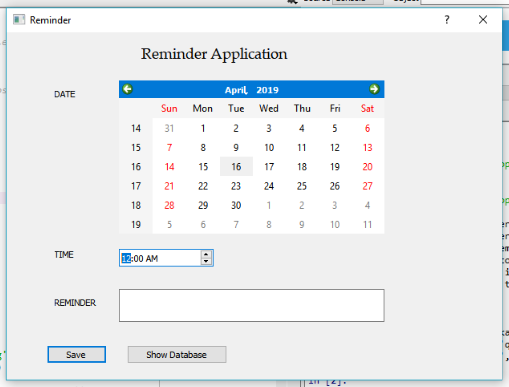 Reminder
? X
Reminder Application
DATE
April, 2019
Sun Mon Tue Wed Thu Fri Sat
14 31 1 2 3 4 5 6
15 7 8 9 10 11 12 13
16 14 15 16 17 18 19 20
17 21 22 23 24 25 26 27
18 28 29 30 1 2 3 4
19 5 6 7 8 9 10 11
TIME
12:00 AM
REMINDER
Save Show Database
In [2]: